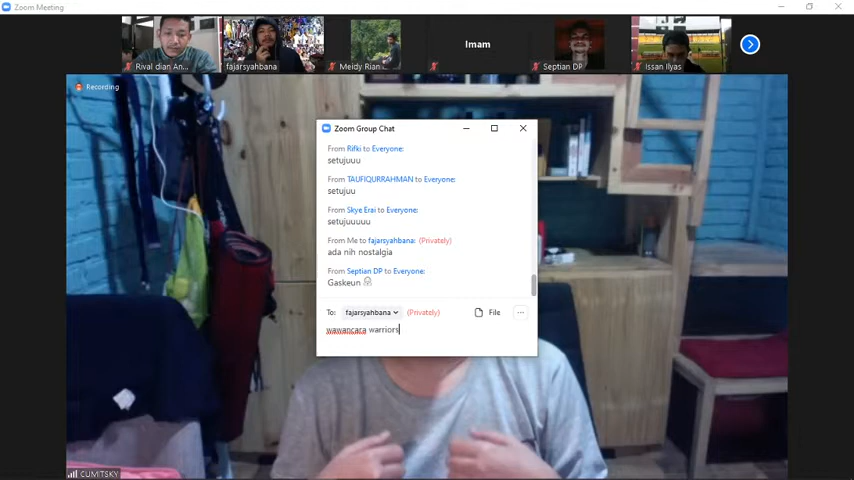 Zoom Meeting
Rival dian An...
fajarsyahbana
Meidy Rian
Imam
Septian DP
Issan Ilyas
Recording
Zoom Group Chat
From Rifki to Everyone:
setujuuu
From TAUFIQURRAHMAN to Everyone:
setujuu
From Skye Erai to Everyone:
setujuuuuu
From Me to fajarsyahbana: (Privately)
ada nih nostalgia
From Septian DP to Everyone:
Gaskeun
To: fajarsyahbana (Privately) File ...
wawancara warriors
CUMITSKY